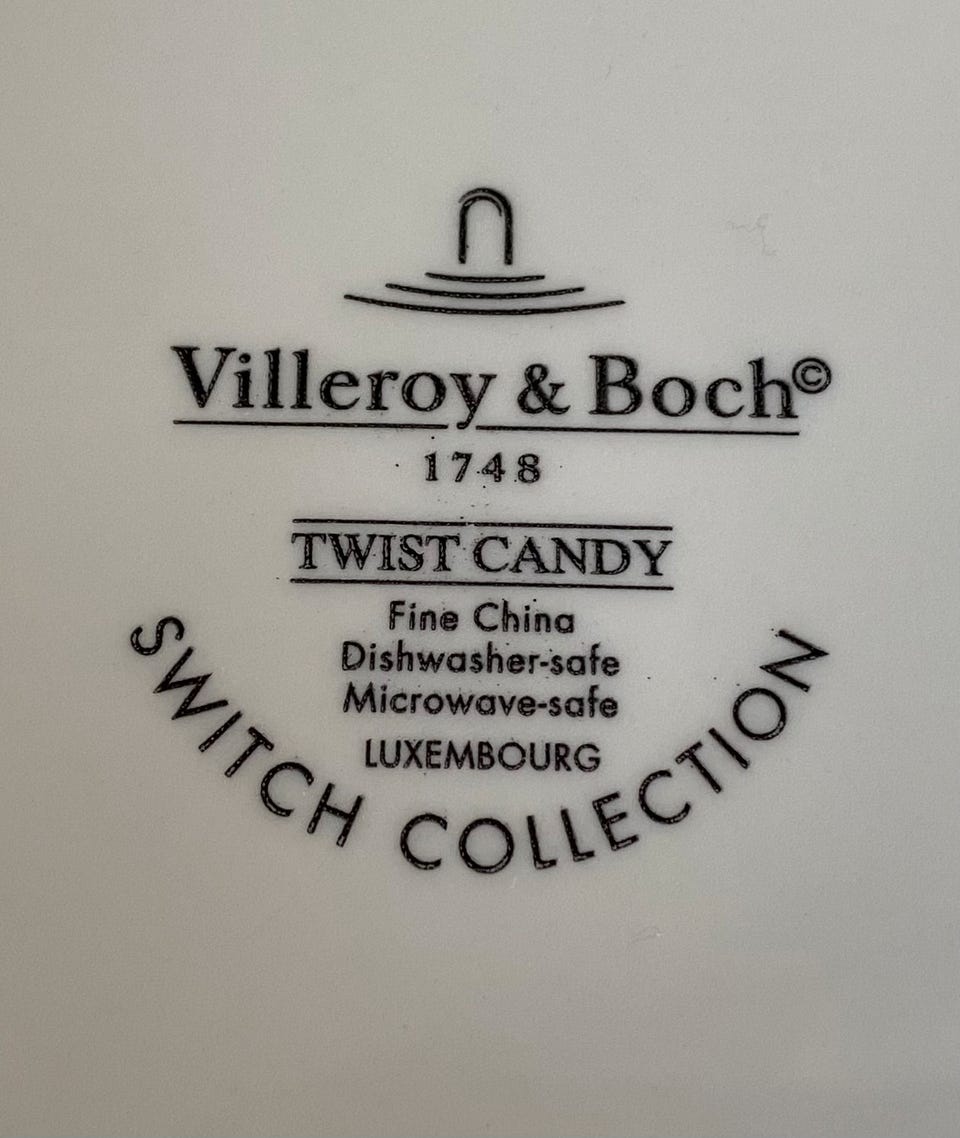 Villeroy & Boch©
1748
TWIST CANDY
Fine China
Dishwasher-safe
Microwave-safe
LUXEMBOURG
SWITCH COLLECTION